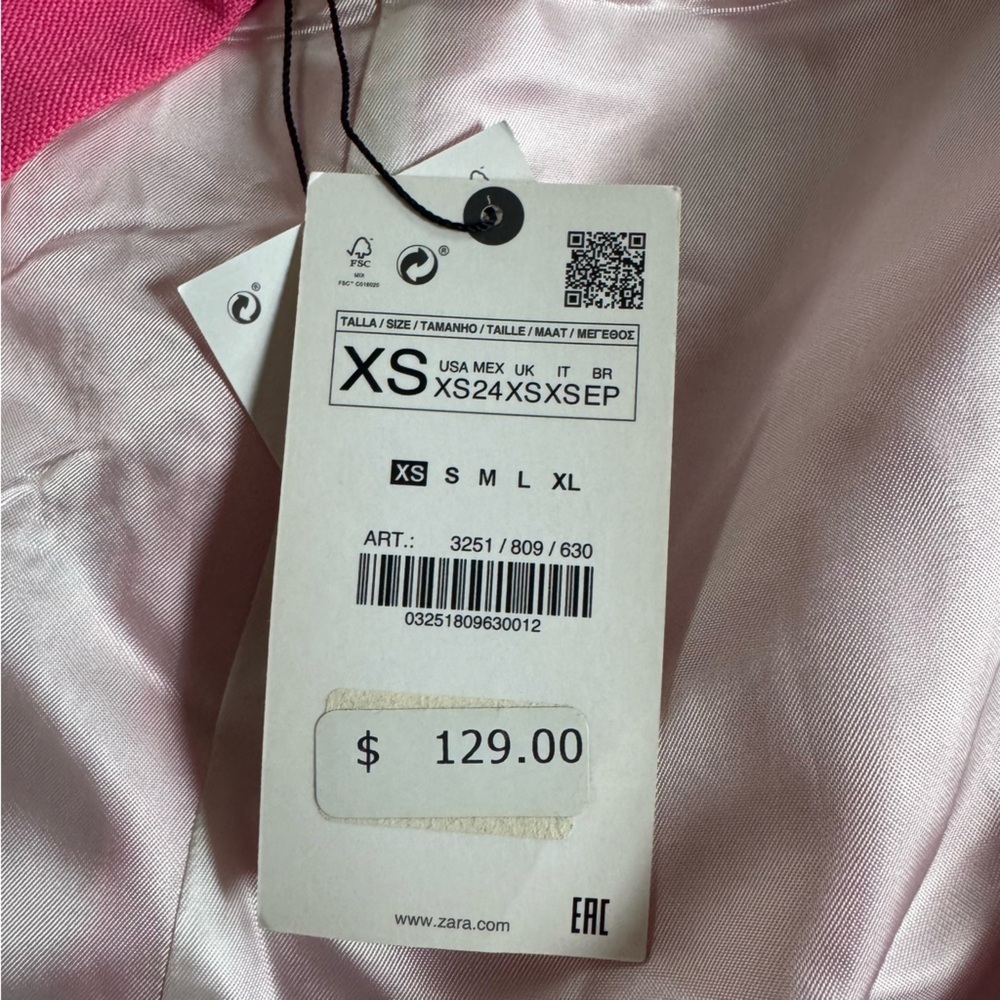 FSC
MIX
FSC™ C018020
®
®
TALLA / SIZE / TAMANHO / TAILLE / MAAT / ΜΕΓΕΘΟΣ
XS
USA MEX UK IT BR
XS 24 XS XS EP
XS S M L XL
ART.: 3251 / 809 / 630
03251809630012
$ 129.00
www.zara.com
EAC